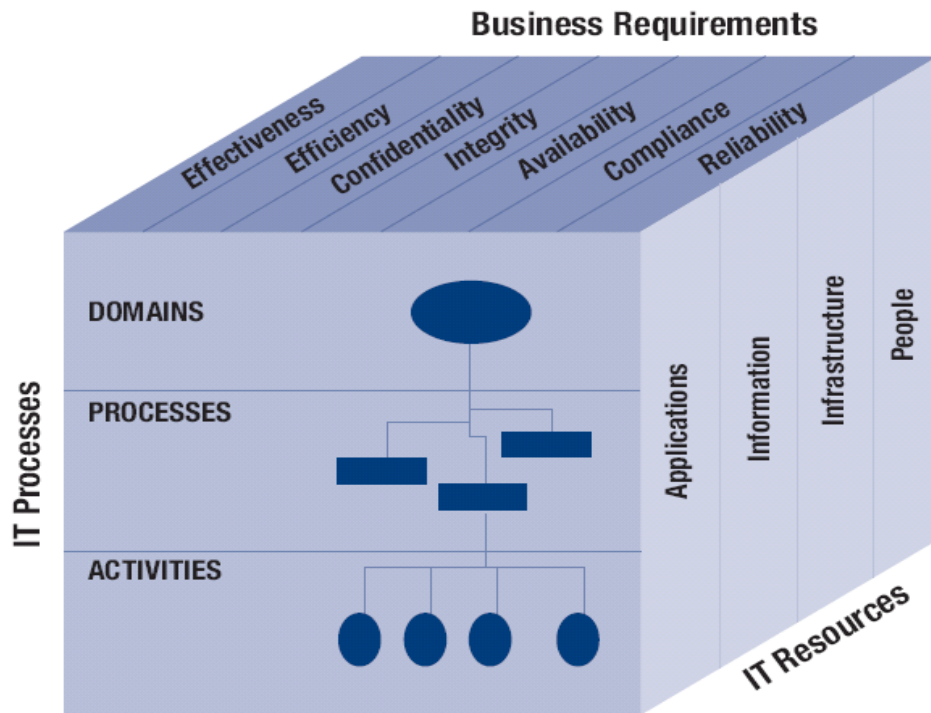 Business Requirements
Effectiveness
Efficiency
Confidentiality
Integrity
Availability
Compliance
Reliability
IT Processes
DOMAINS
PROCESSES
ACTIVITIES
Applications
Information
Infrastructure
People
IT Resources